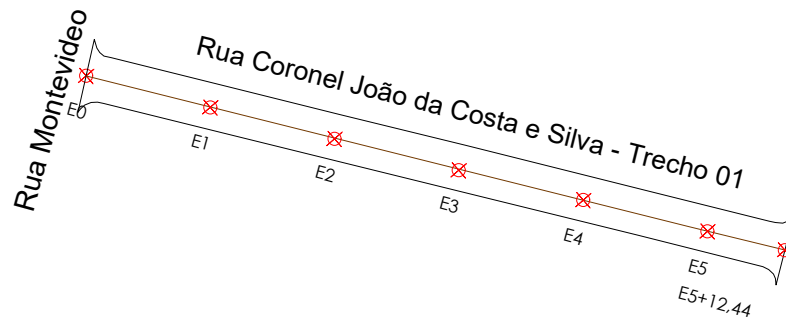 Rua Montevideo
Rua Coronel João da Costa e Silva - Trecho 01
E0
E1
E2
E3
E4
E5
E5+12,44